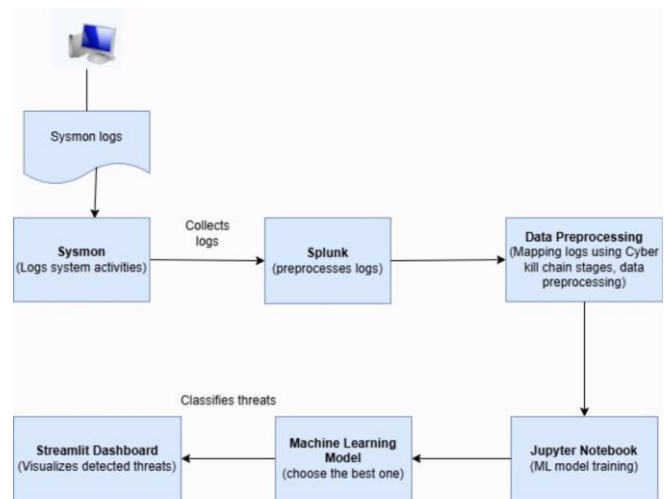 Sysmon logs
Sysmon
(Logs system activities)
Collects
logs
Splunk
(preprocesses logs)
Data Preprocessing
(Mapping logs using Cyber
kill chain stages, data
preprocessing)
Classifies threats
Streamlit Dashboard
(Visualizes detected threats)
Machine Learning
Model
(choose the best one)
Jupyter Notebook
(ML model training)